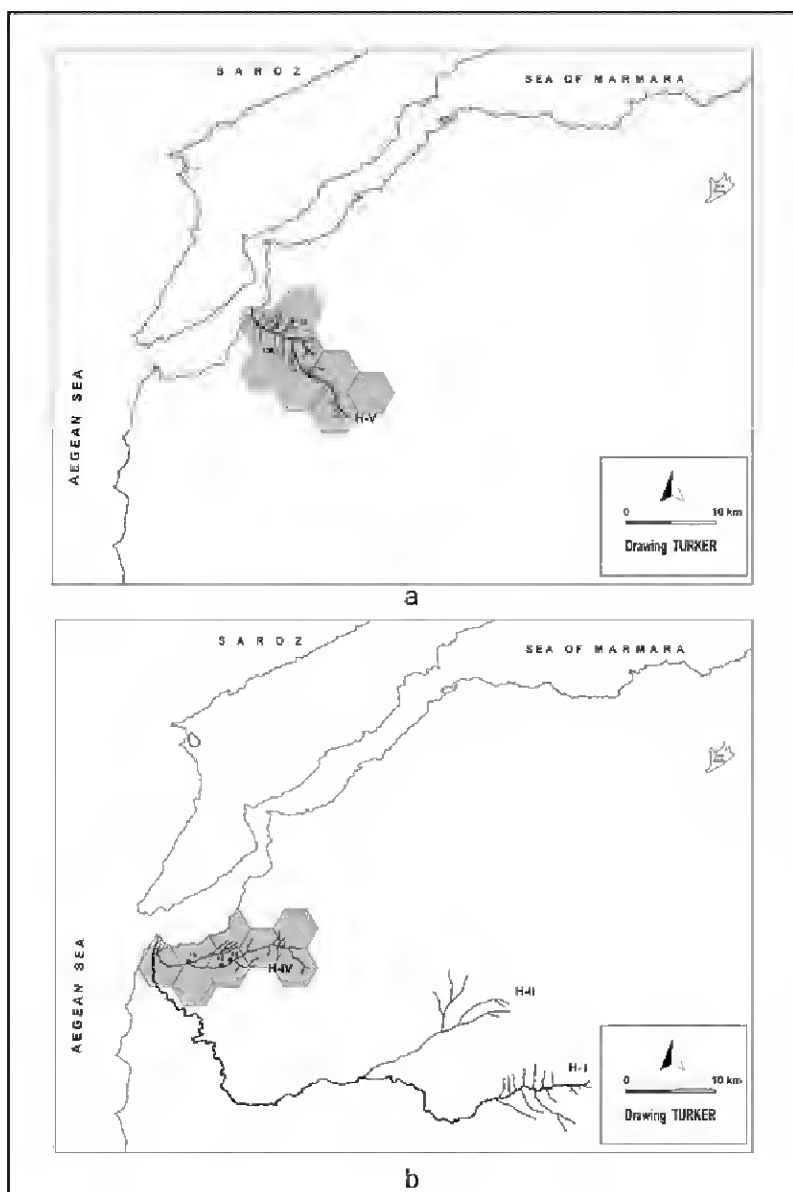 S A R O Z
SEA OF MARMARA
AEGEAN SEA
H-V
0 10 km
Drawing TURKER
a
S A R O Z
SEA OF MARMARA
AEGEAN SEA
H-IV
H-II
H-I
0 10 km
Drawing TURKER
b